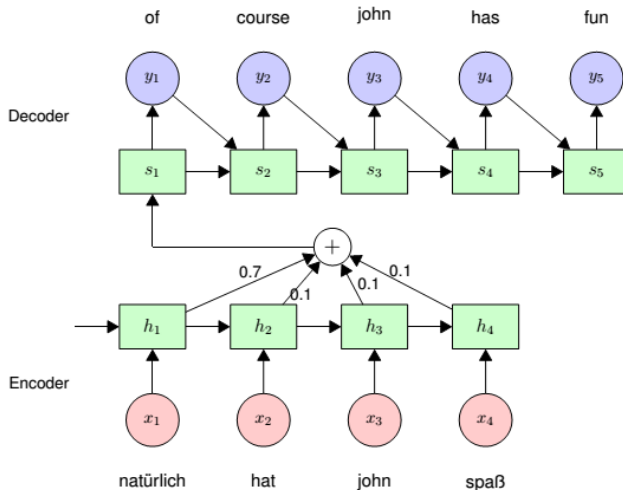 of course john has fun
y1 y2 y3 y4 y5
Decoder
s1 s2 s3 s4 s5
+
0.7 0.1 0.1 0.1
h1 h2 h3 h4
Encoder
x1 x2 x3 x4
natürlich hat john spaß